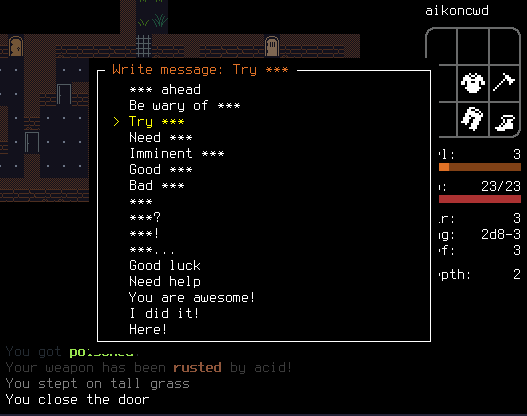 aikoncwd
Write message: Try ***
*** ahead
Be wary of ***
> Try ***
Need ***
Imminent ***
Good ***
Bad ***
***
***?
***!
***...
Good luck
Need help
You are awesome!
I did it!
Here!
l: 3
: 23/23
r: 3
g: 2d8-3
ef: 3
epth: 2
You got poisoned
Your weapon has been rusted by acid!
You stept on tall grass
You close the door